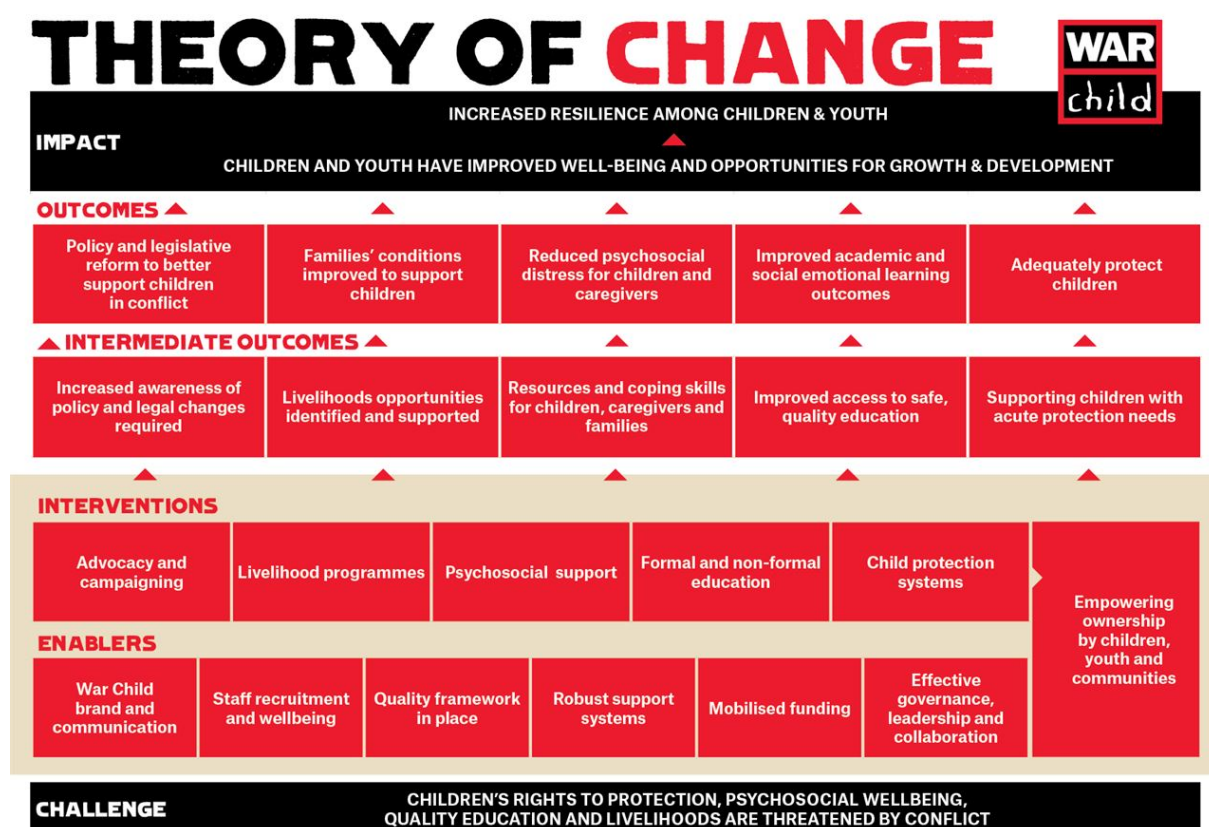 THEORY OF CHANGE
WAR
child
IMPACT
INCREASED RESILIENCE AMONG CHILDREN & YOUTH
CHILDREN AND YOUTH HAVE IMPROVED WELL-BEING AND OPPORTUNITIES FOR GROWTH & DEVELOPMENT
OUTCOMES
Policy and legislative
reform to better
support children
in conflict
Families’ conditions
improved to support
children
Reduced psychosocial
distress for children and
caregivers
Improved academic and
social emotional learning
outcomes
Adequately protect
children
INTERMEDIATE OUTCOMES
Increased awareness of
policy and legal changes
required
Livelihoods opportunities
identified and supported
Resources and coping skills
for children, caregivers and
families
Improved access to safe,
quality education
Supporting children with
acute protection needs
INTERVENTIONS
Advocacy and
campaigning
Livelihood programmes
Psychosocial support
Formal and non-formal
education
Child protection
systems
Empowering
ownership
by children,
youth and
communities
ENABLERS
War Child
brand and
communication
Staff recruitment
and wellbeing
Quality framework
in place
Robust support
systems
Mobilised funding
Effective
governance,
leadership and
collaboration
CHALLENGE
CHILDREN’S RIGHTS TO PROTECTION, PSYCHOSOCIAL WELLBEING,
QUALITY EDUCATION AND LIVELIHOODS ARE THREATENED BY CONFLICT